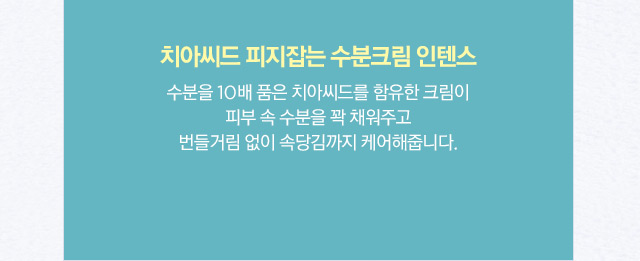 치아씨드 피지잡는 수분크림 인텐스
수분을 10배 품은 치아씨드를 함유한 크림이
피부 속 수분을 꽉 채워주고
번들거림 없이 속당김까지 케어해줍니다.